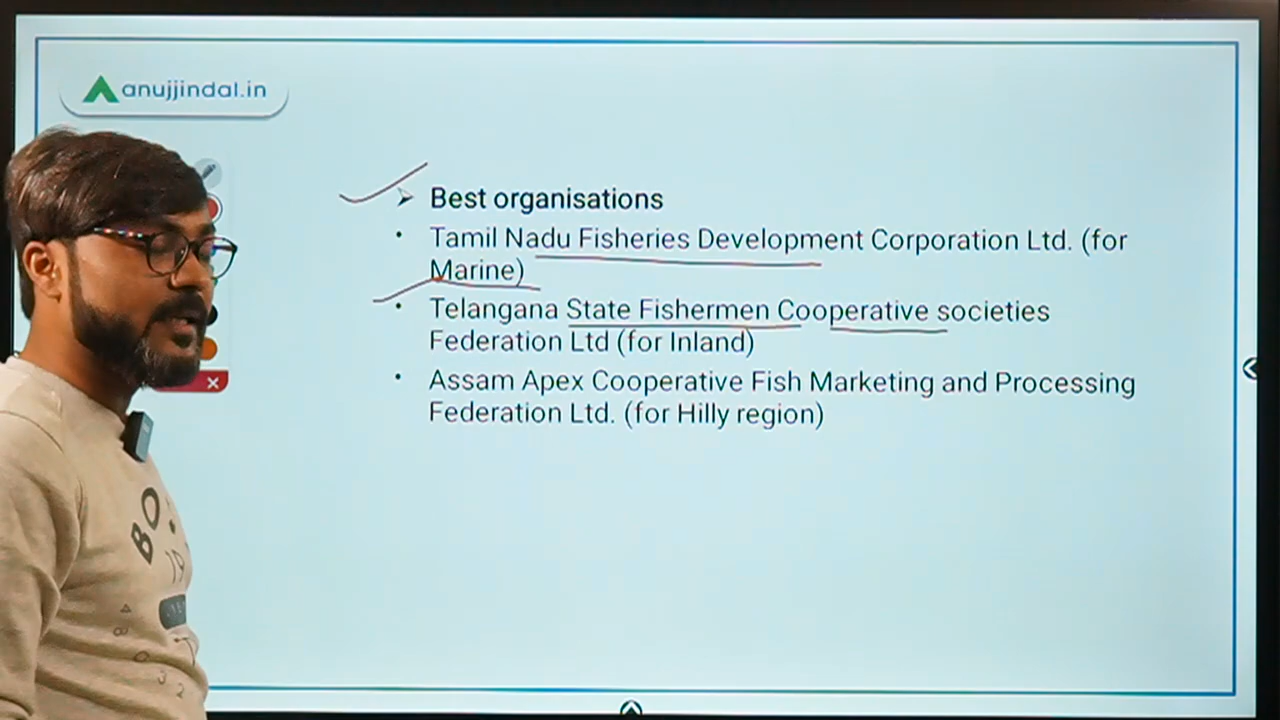 anujjindal.in
Best organisations
Tamil Nadu Fisheries Development Corporation Ltd. (for
Marine)
Telangana State Fishermen Cooperative societies
Federation Ltd (for Inland)
Assam Apex Cooperative Fish Marketing and Processing
Federation Ltd. (for Hilly region)
19